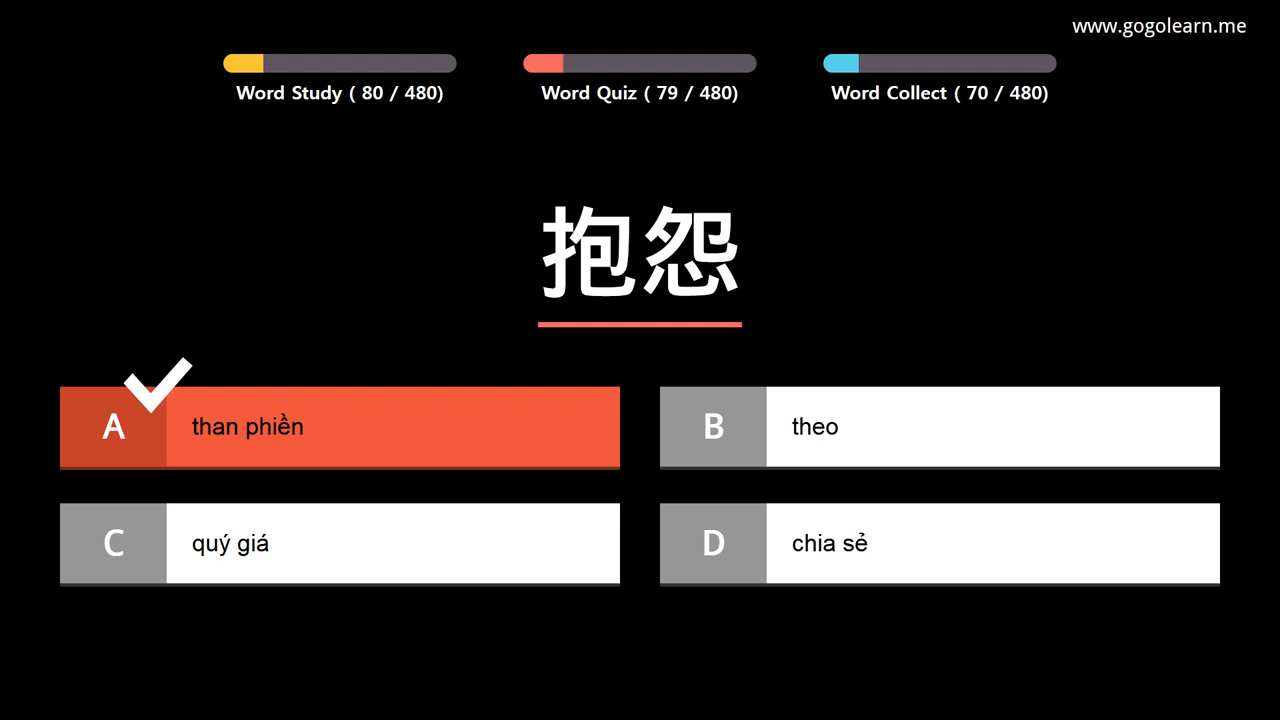 www.gogolearn.me
Word Study ( 80 / 480)
Word Quiz ( 79 / 480)
Word Collect ( 70 / 480)
抱怨
A than phiền
B theo
C quý giá
D chia sẻ